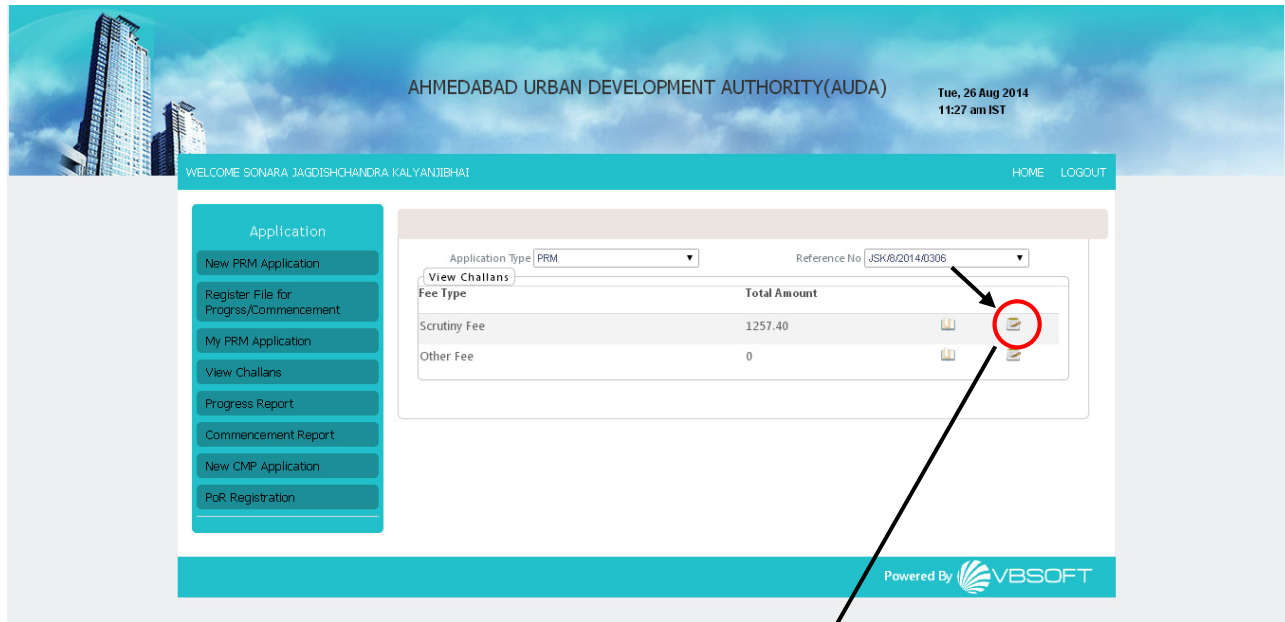 AHMEDABAD URBAN DEVELOPMENT AUTHORITY(AUDA)
Tue, 26 Aug 2014
11:27 am IST
WELCOME SONARA JAGDISHCHANDRA KALYANJIBHAI
HOME LOGOUT
Application
New PRM Application
Register File for
Progrss/Commencement
My PRM Application
View Challans
Progress Report
Commencement Report
New CMP Application
PoR Registration
Application Type PRM Reference No JSK/8/2014/0306
View Challans
Fee Type Total Amount
Scrutiny Fee 1257.40
Other Fee 0
Powered By VBSOFT